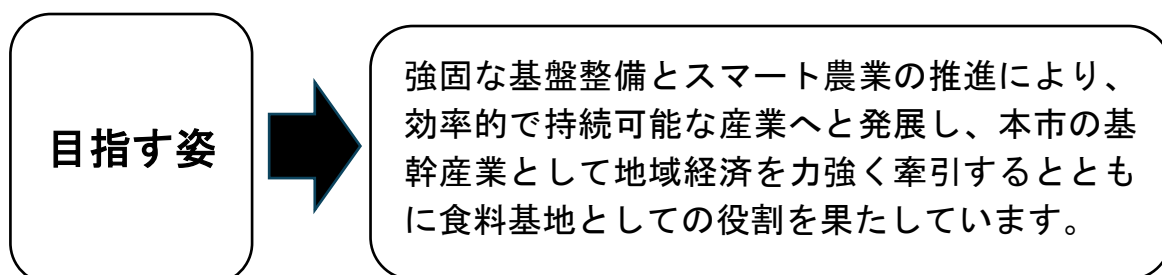 目指す姿
強固な基盤整備とスマート農業の推進により、
効率的で持続可能な産業へと発展し、本市の基
幹産業として地域経済を力強く牽引するととも
に食料基地としての役割を果たしています。